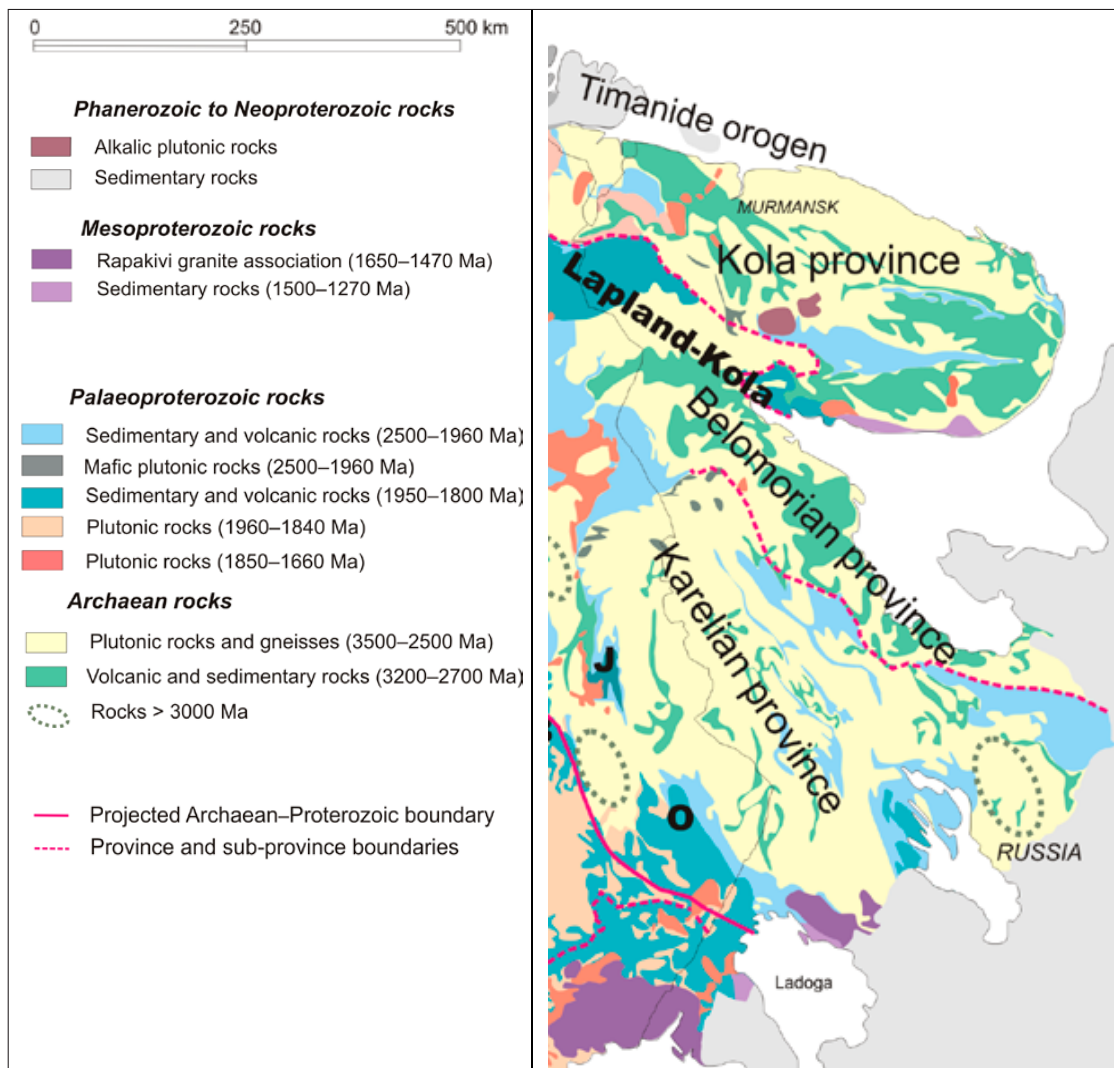 0 250 500 km
Phanerozoic to Neoproterozoic rocks
Alkalic plutonic rocks
Sedimentary rocks
Mesoproterozoic rocks
Rapakivi granite association (1650–1470 Ma)
Sedimentary rocks (1500–1270 Ma)
Palaeoproterozoic rocks
Sedimentary and volcanic rocks (2500–1960 Ma)
Mafic plutonic rocks (2500–1960 Ma)
Sedimentary and volcanic rocks (1950–1800 Ma)
Plutonic rocks (1960–1840 Ma)
Plutonic rocks (1850–1660 Ma)
Archaean rocks
Plutonic rocks and gneisses (3500–2500 Ma)
Volcanic and sedimentary rocks (3200–2700 Ma)
Rocks > 3000 Ma
Projected Archaean–Proterozoic boundary
Province and sub-province boundaries
Timanide orogen
MURMANSK
Kola province
Lapland-Kola
Belomorian province
Karelian province
J
O
RUSSIA
Ladoga